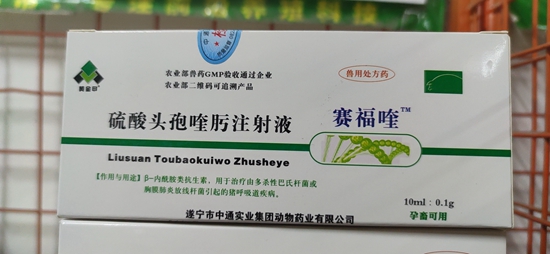 紫金印
农业部兽药GMP验收通过企业
农业部二维码可追溯产品
兽用处方药
硫酸头孢喹肟注射液
赛福喹™
Liusuan Toubaokuiwo Zhusheye
【作用与用途】β-内酰胺类抗生素。用于治疗由多杀性巴氏杆菌或
胸膜肺炎放线杆菌引起的猪呼吸道疾病。
10ml：0.1g
孕畜可用
遂宁市中通实业集团动物药业有限公司